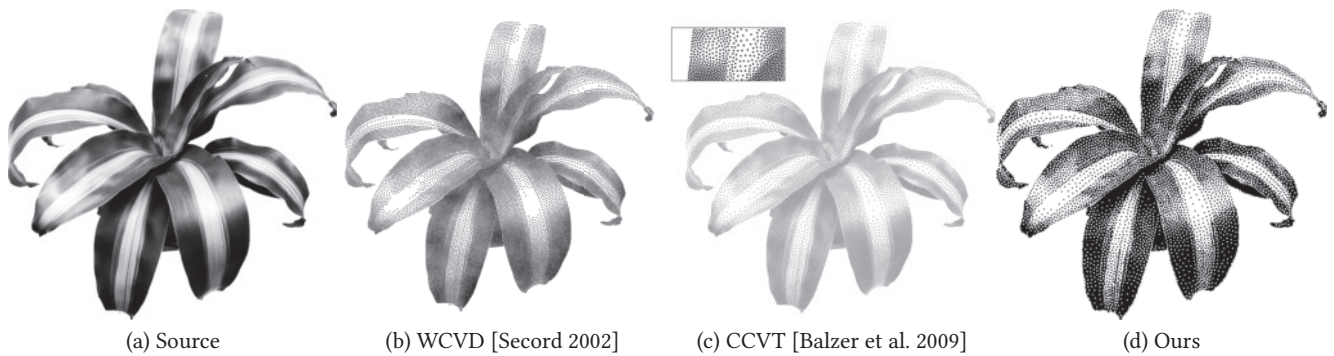 (a) Source
(b) WCVD [Secord 2002]
(c) CCVT [Balzer et al. 2009]
(d) Ours